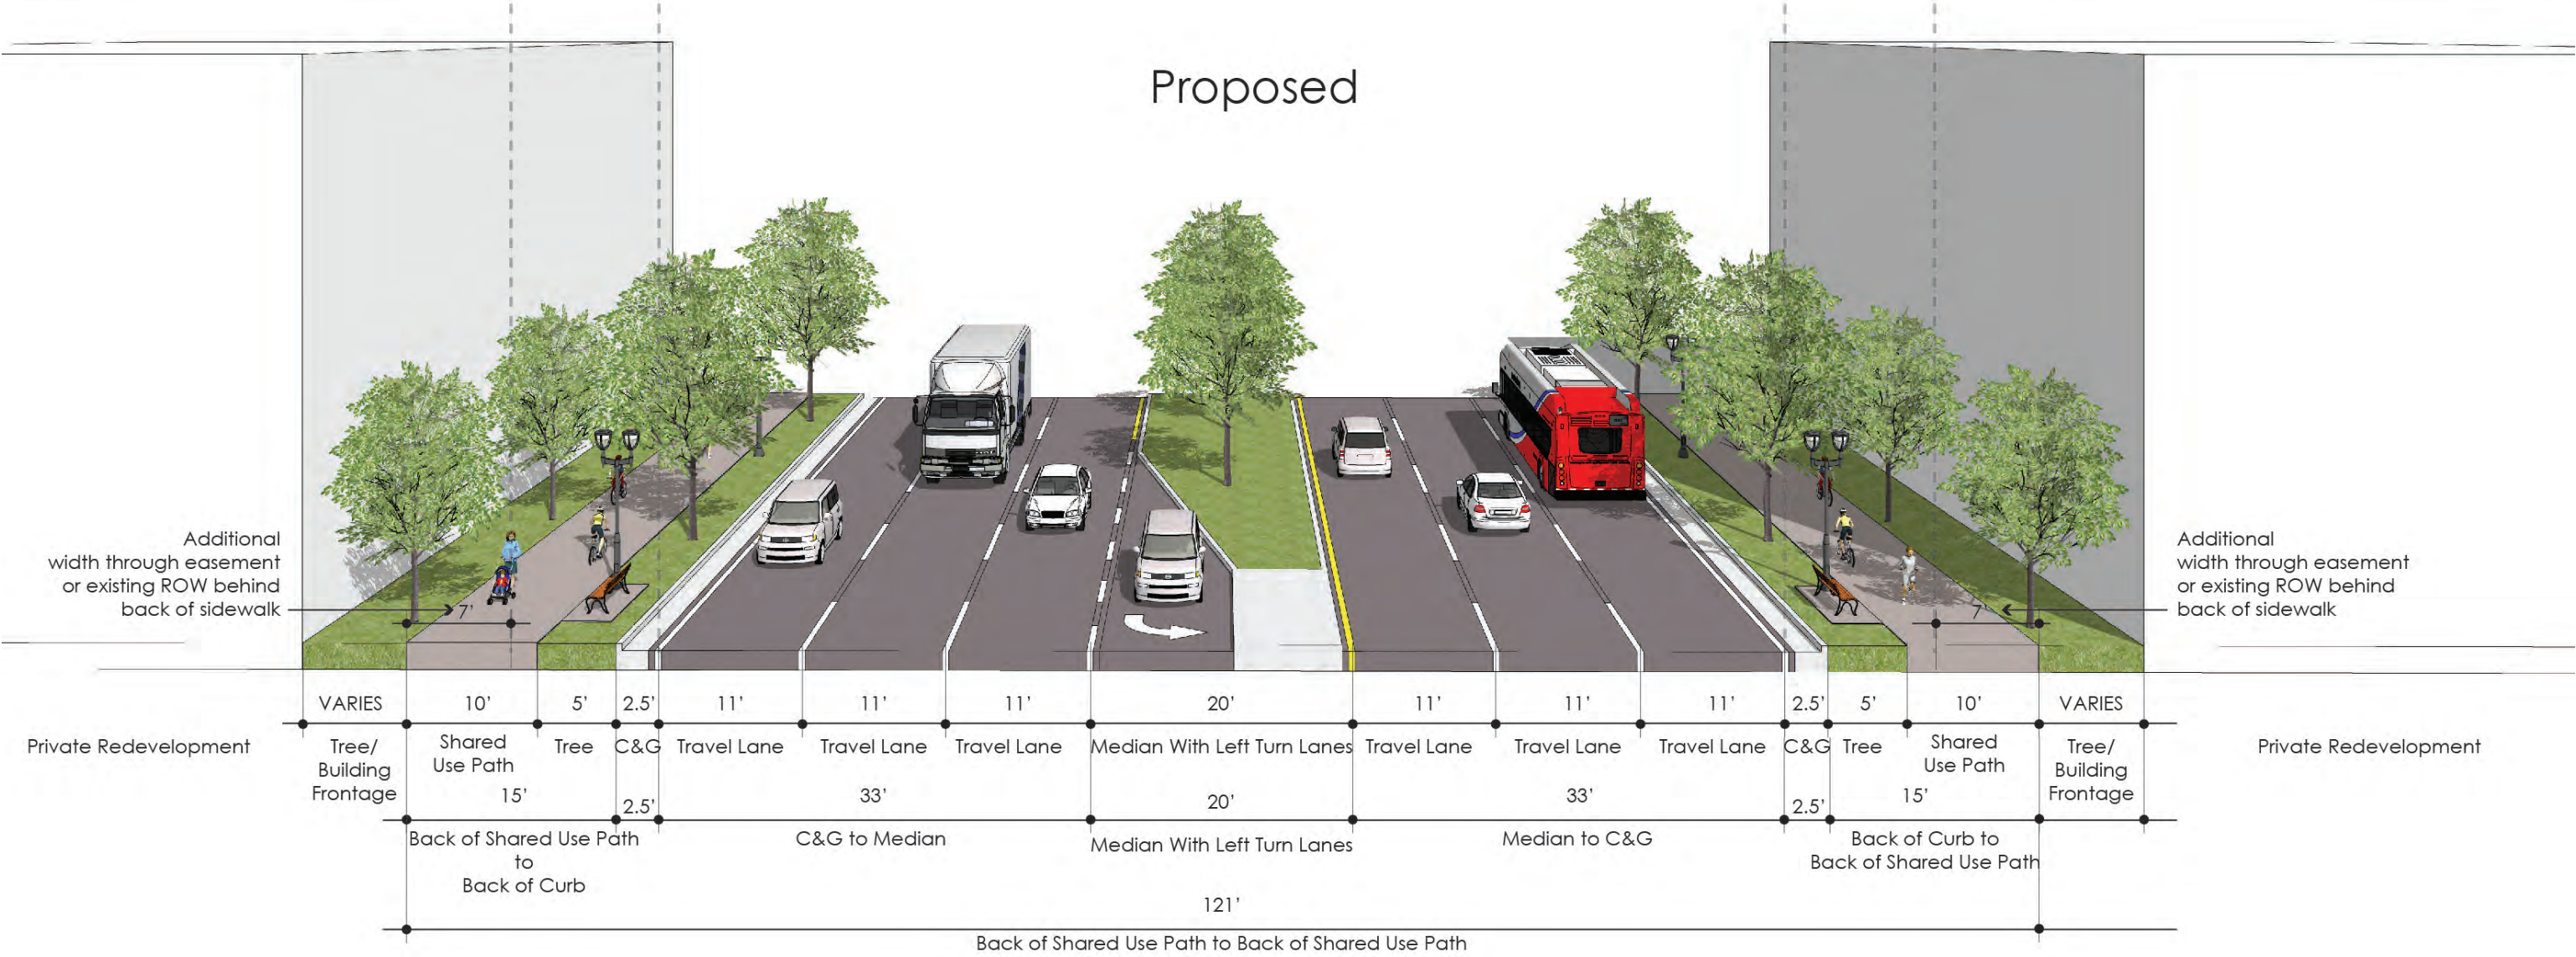 Proposed
Additional
width through easement
or existing ROW behind
back of sidewalk
7'
Additional
width through easement
or existing ROW behind
back of sidewalk
7'
VARIES 10' 5' 2.5' 11' 11' 11' 20' 11' 11' 11' 2.5' 5' 10' VARIES
Private Redevelopment
Tree/
Building
Frontage
Shared
Use Path
Tree
C&G
Travel Lane
Travel Lane
Travel Lane
Median With Left Turn Lanes
Travel Lane
Travel Lane
Travel Lane
C&G
Tree
Shared
Use Path
Tree/
Building
Frontage
Private Redevelopment
15' 2.5' 33' 20' 33' 2.5' 15'
Back of Shared Use Path
to
Back of Curb
C&G to Median
Median With Left Turn Lanes
Median to C&G
Back of Curb to
Back of Shared Use Path
121'
Back of Shared Use Path to Back of Shared Use Path